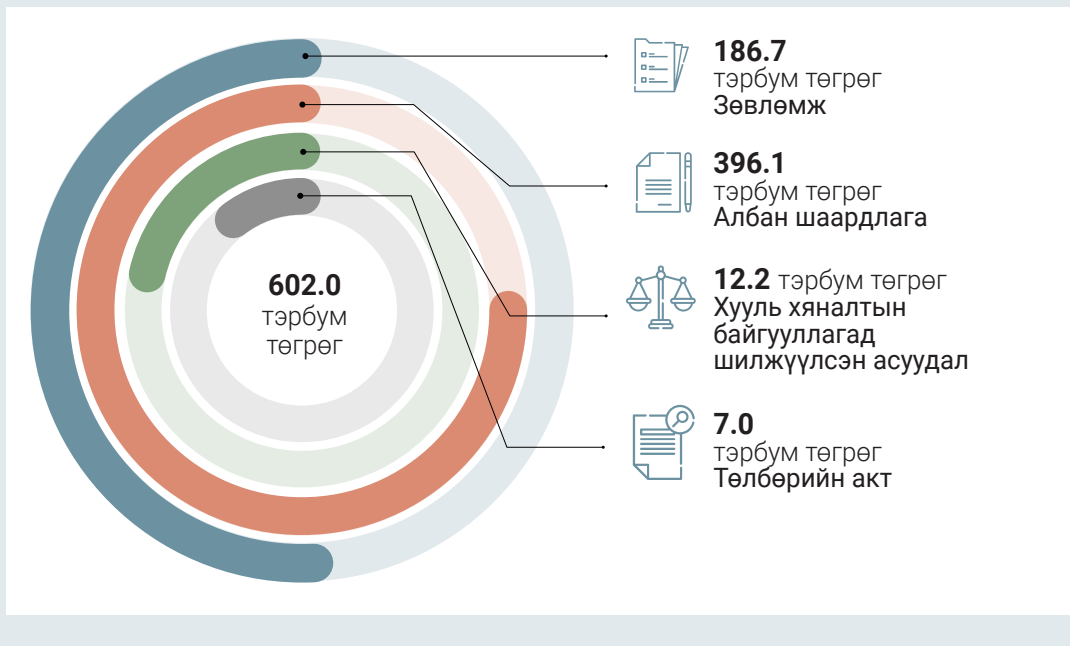 602.0
тэрбум
төгрөг
186.7
тэрбум төгрөг
Зөвлөмж
396.1
тэрбум төгрөг
Албан шаардлага
12.2 тэрбум төгрөг
Хууль хяналтын
байгууллагад
шилжүүлсэн асуудал
7.0
тэрбум төгрөг
Төлбөрийн акт